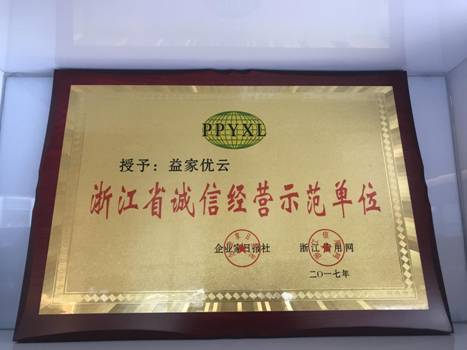 PPYXL
授予：益家优云
浙江省诚信经营示范单位
企业家日报社 浙江信用网
二〇一七年